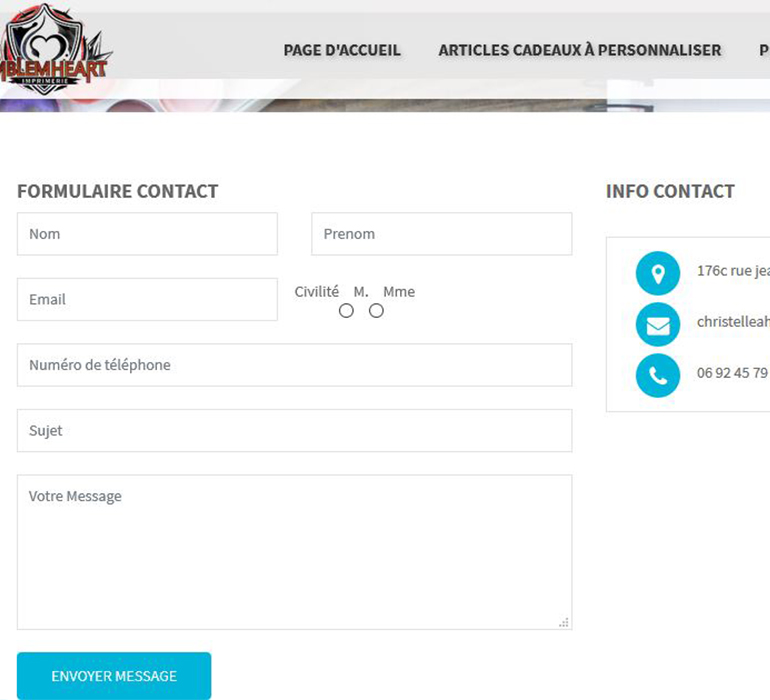 MBLEMHEART
IMPRIMERIE
PAGE D'ACCUEIL
ARTICLES CADEAUX À PERSONNALISER
P
FORMULAIRE CONTACT
Nom
Prenom
Email
Civilité M. Mme
Numéro de téléphone
Sujet
Votre Message
ENVOYER MESSAGE
INFO CONTACT
176c rue jea
christelleah
06 92 45 79